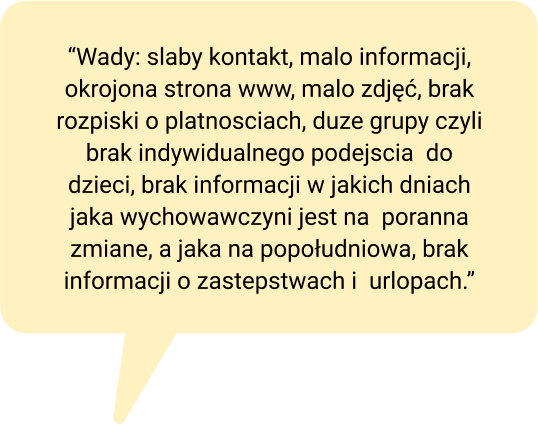 “Wady: slaby kontakt, malo informacji,
okrojona strona www, malo zdjęć, brak
rozpiski o platnosciach, duze grupy czyli
brak indywidualnego podejscia  do
dzieci, brak informacji w jakich dniach
jaka wychowawczyni jest na  poranna
zmiane, a jaka na popołudniowa, brak
informacji o zastepstwach i  urlopach.”